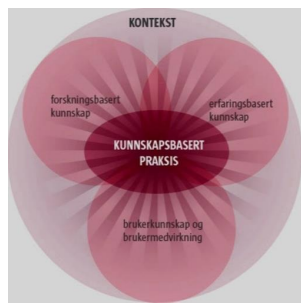 KONTEKST
forskningsbasert
kunnskap
erfaringsbasert
kunnskap
KUNNSKAPSBASERT
PRAKSIS
brukerkunnskap og
brukermedvirkning